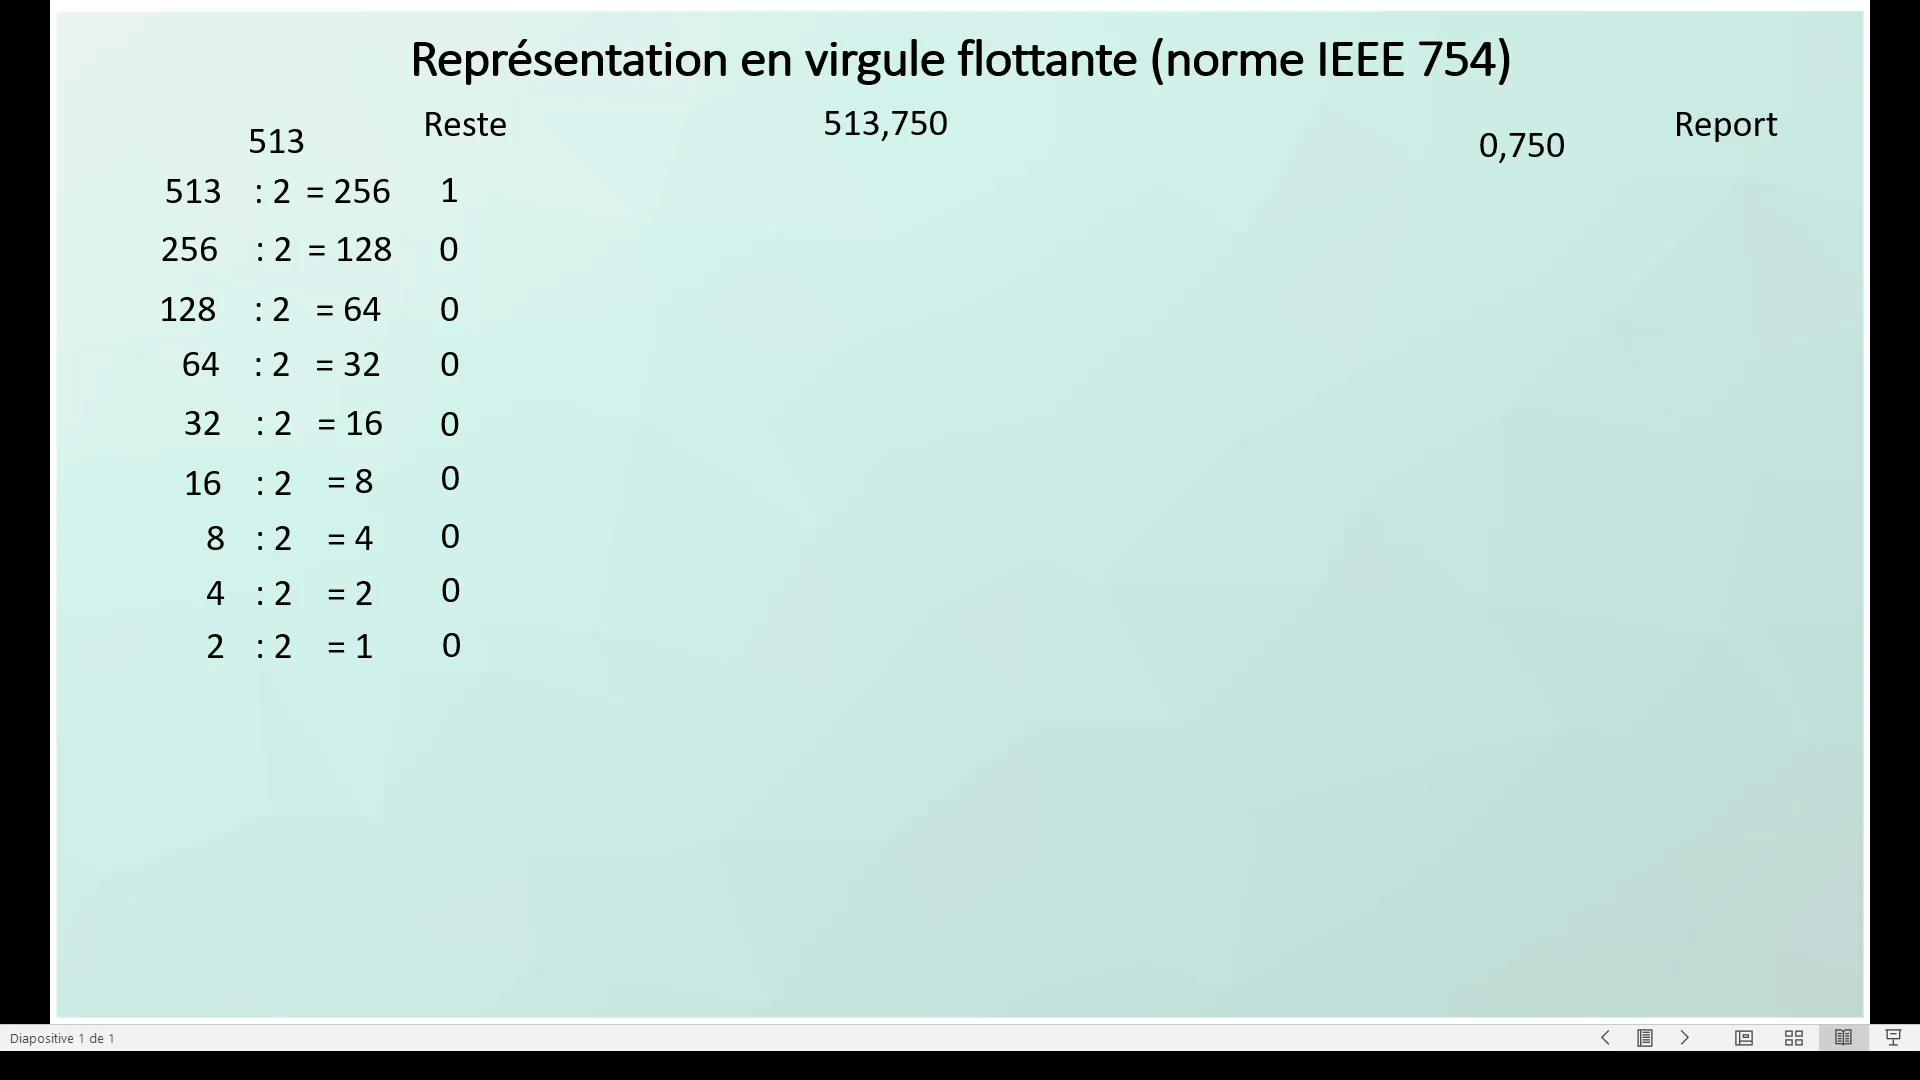 Représentation en virgule flottante (norme IEEE 754)
513 Reste 513,750 0,750 Report
513 : 2 = 256 1
256 : 2 = 128 0
128 : 2 = 64 0
64 : 2 = 32 0
32 : 2 = 16 0
16 : 2 = 8 0
8 : 2 = 4 0
4 : 2 = 2 0
2 : 2 = 1 0
Diapositive 1 de 1